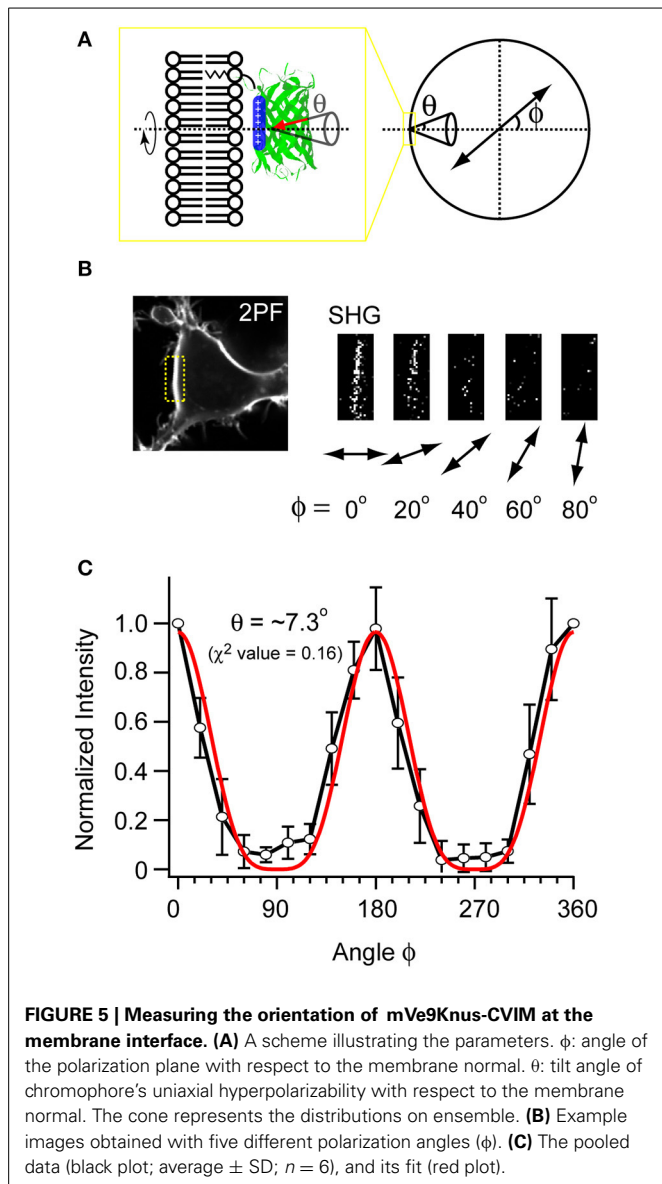 A
θ
θ
ϕ
+ + + + +
B
2PF
SHG
ϕ = 0° 20° 40° 60° 80°
C
θ = ~7.3°
(χ² value = 0.16)
1.0
0.8
0.6
0.4
0.2
0
Normalized Intensity
0 90 180 270 360
Angle ϕ
FIGURE 5 | Measuring the orientation of mVe9Knus-CVIM at the
membrane interface. (A) A scheme illustrating the parameters. ϕ: angle of
the polarization plane with respect to the membrane normal. θ: tilt angle of
chromophore's uniaxial hyperpolarizability with respect to the membrane
normal. The cone represents the distributions on ensemble. (B) Example
images obtained with five different polarization angles (ϕ). (C) The pooled
data (black plot; average ± SD; n = 6), and its fit (red plot).